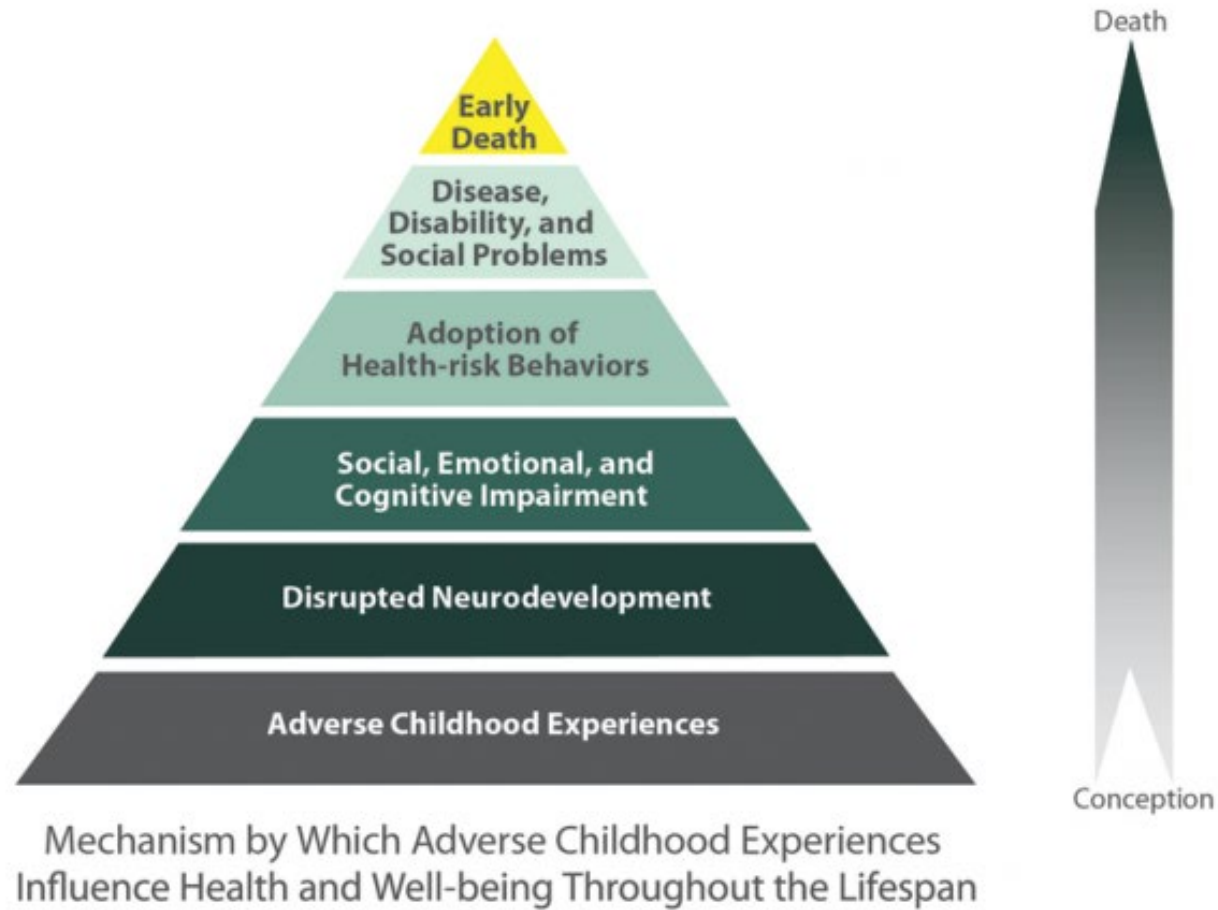 Death
Early
Death
Disease,
Disability, and
Social Problems
Adoption of
Health-risk Behaviors
Social, Emotional, and
Cognitive Impairment
Disrupted Neurodevelopment
Adverse Childhood Experiences
Conception
Mechanism by Which Adverse Childhood Experiences
Influence Health and Well-being Throughout the Lifespan